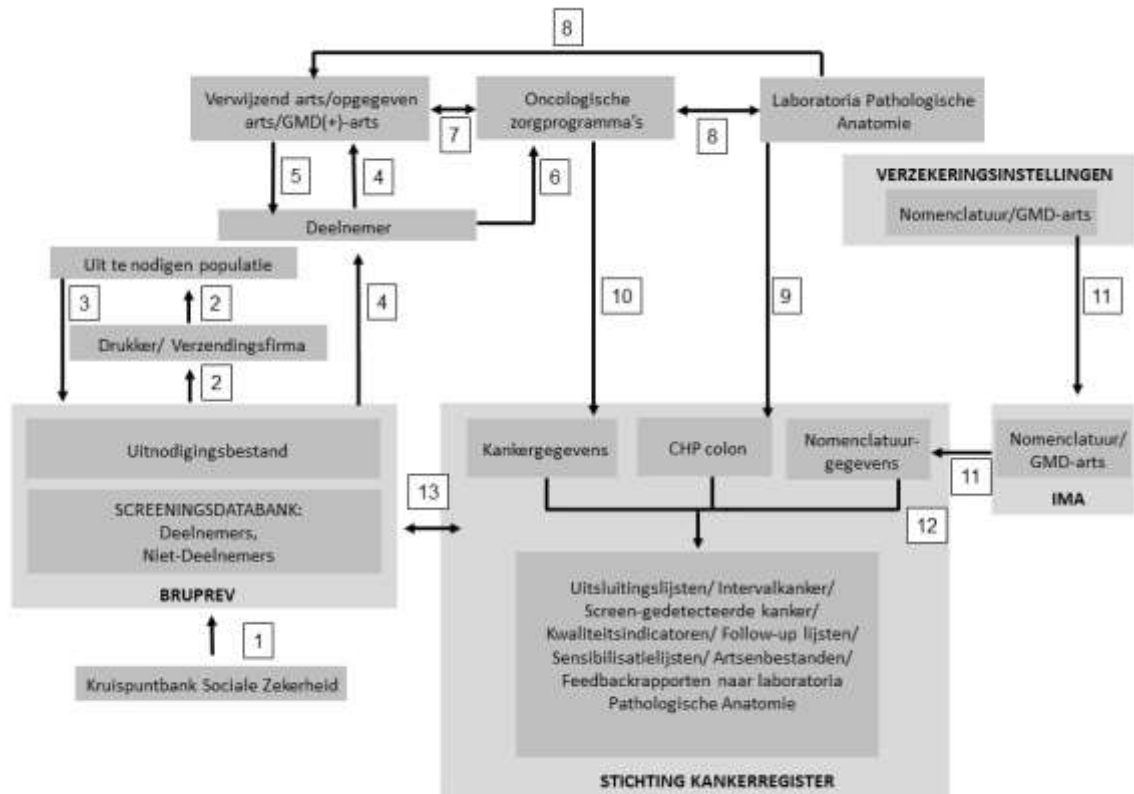 8
Verwijzend arts/opgegeven
arts/GMD(+)-arts
7
Oncologische
zorgprogramma's
8
Laboratoria Pathologische
Anatomie
5
4
6
VERZEKERINGSINSTELLINGEN
Nomenclatuur/GMD-arts
Deelnemer
Uit te nodigen populatie
3
2
4
10
9
11
Drukker/ Verzendingsfirma
2
Uitnodigingsbestand
SCREENINGSDATABANK:
Deelnemers,
Niet-Deelnemers
BRUPREV
13
Kankergegevens
CHP colon
Nomenclatuur-
gegevens
11
Nomenclatuur/
GMD-arts
IMA
12
Uitsluitingslijsten/ Intervalkanker/
Screen-gedetecteerde kanker/
Kwaliteitsindicatoren/ Follow-up lijsten/
Sensibilisatielijsten/ Artsenbestanden/
Feedbackrapporten naar laboratoria
Pathologische Anatomie
STICHTING KANKERREGISTER
1
Kruispuntbank Sociale Zekerheid